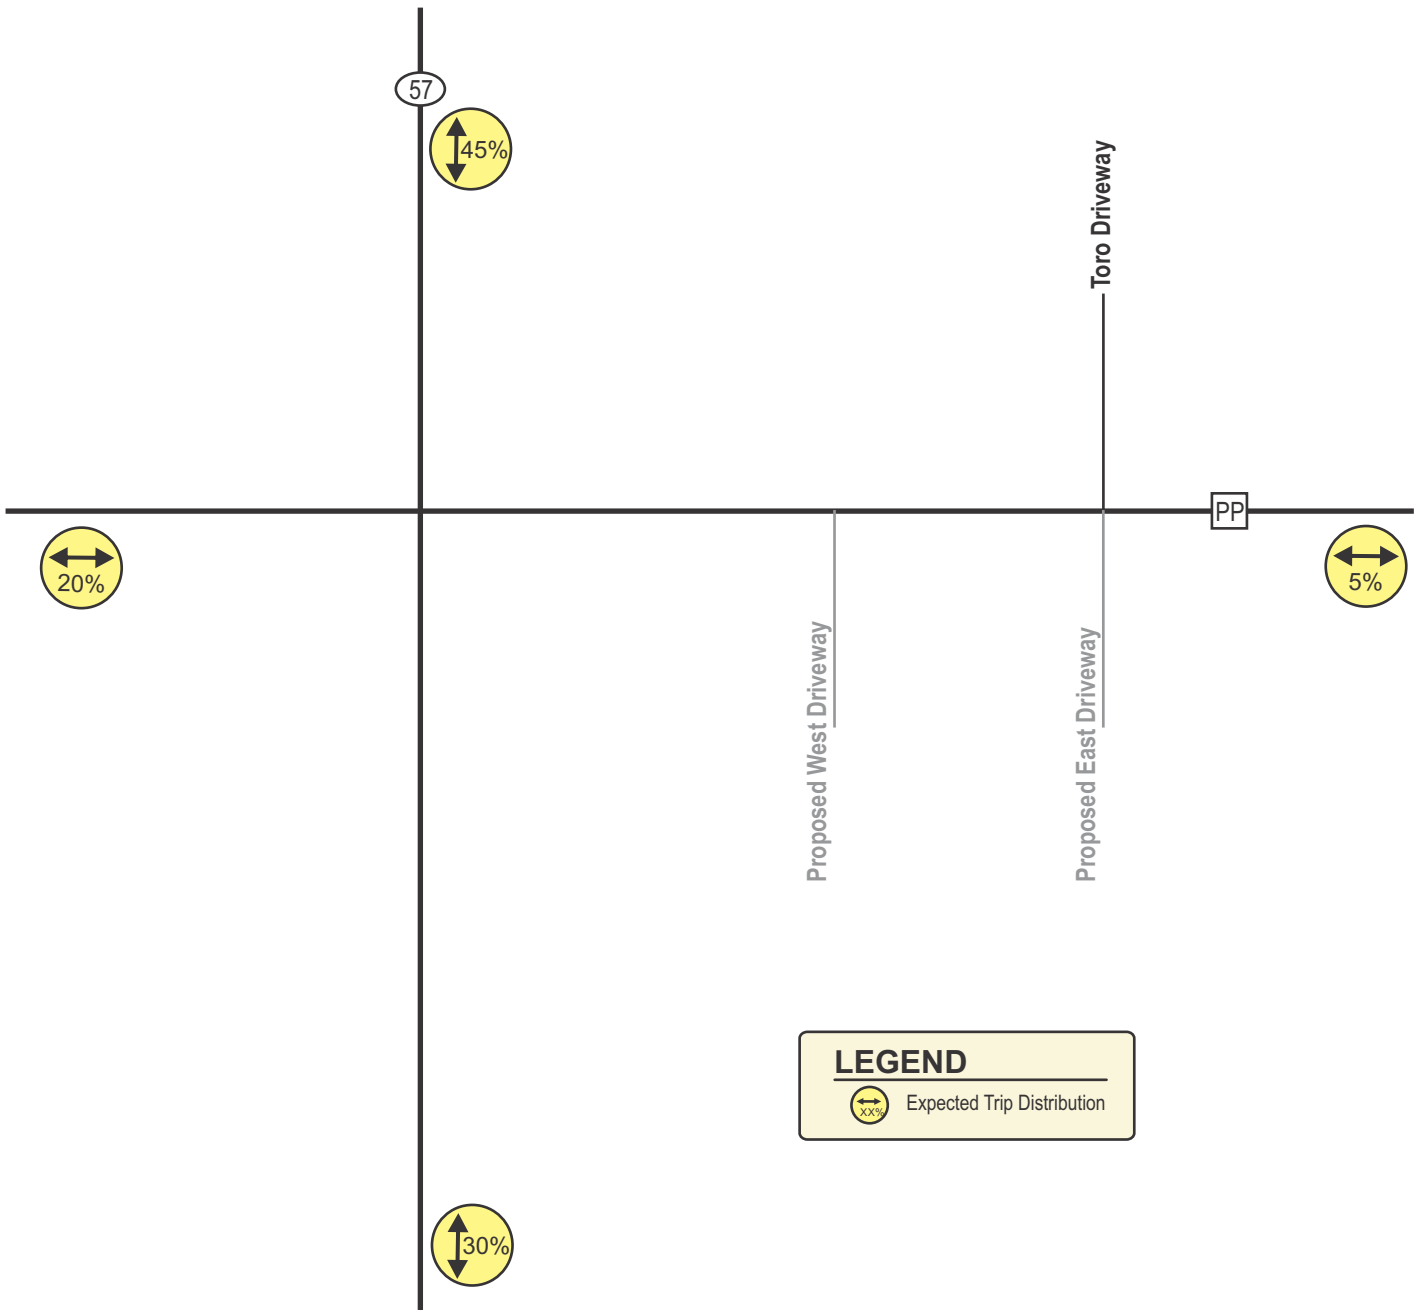 57
45%
Toro Driveway
PP
20%
5%
Proposed West Driveway
Proposed East Driveway
LEGEND
XX%
Expected Trip Distribution
30%